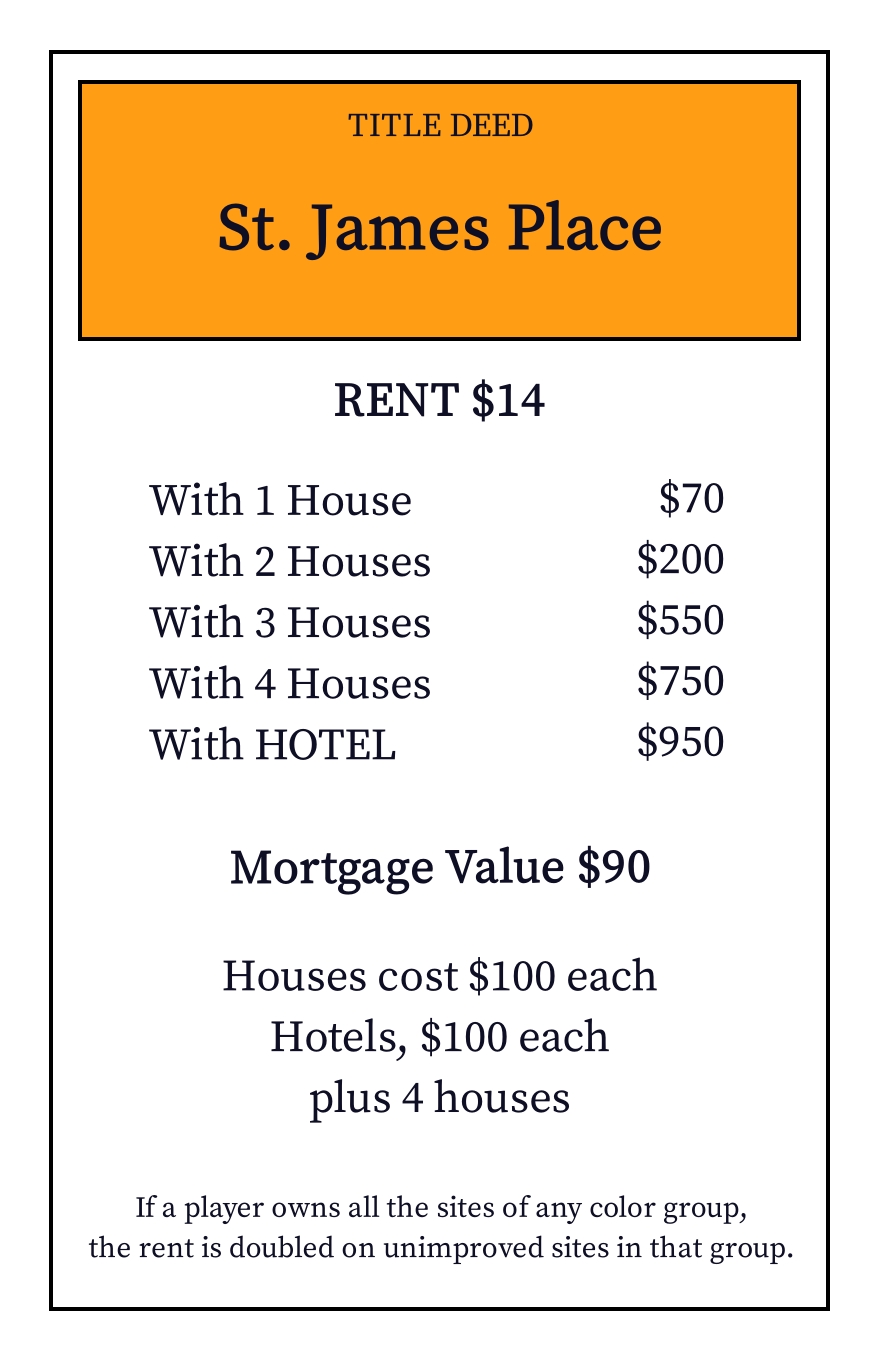 TITLE DEED
St. James Place
RENT $14
With 1 House $70
With 2 Houses $200
With 3 Houses $550
With 4 Houses $750
With HOTEL $950
Mortgage Value $90
Houses cost $100 each
Hotels, $100 each
plus 4 houses
If a player owns all the sites of any color group,
the rent is doubled on unimproved sites in that group.